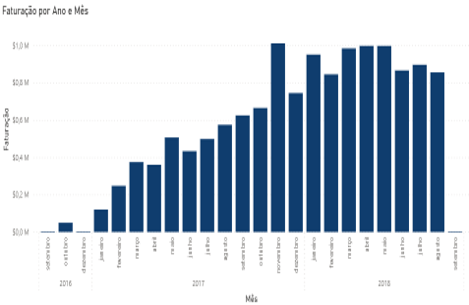 Faturação por Ano e Mês
$1,0 M
$0,8 M
$0,6 M
$0,4 M
$0,2 M
$0,0 M
Faturação
setembro
outubro
dezembro
janeiro
fevereiro
março
abril
maio
junho
julho
agosto
setembro
outubro
novembro
dezembro
janeiro
fevereiro
março
abril
maio
junho
julho
agosto
setembro
2016
2017
2018
Mês